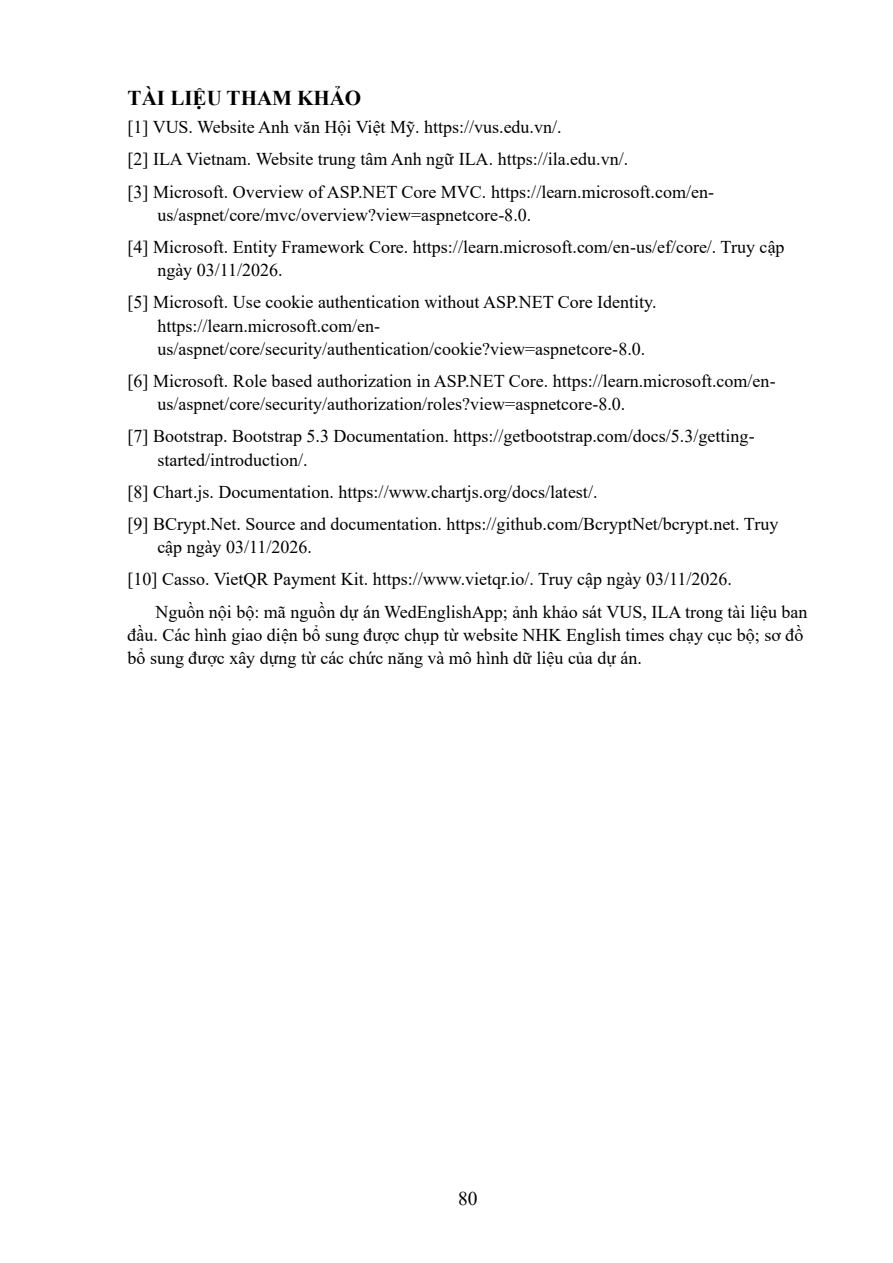 TÀI LIỆU THAM KHẢO
[1] VUS. Website Anh văn Hội Việt Mỹ. https://vus.edu.vn/.
[2] ILA Vietnam. Website trung tâm Anh ngữ ILA. https://ila.edu.vn/.
[3] Microsoft. Overview of ASP.NET Core MVC. https://learn.microsoft.com/en-
us/aspnet/core/mvc/overview?view=aspnetcore-8.0.
[4] Microsoft. Entity Framework Core. https://learn.microsoft.com/en-us/ef/core/. Truy cập
ngày 03/11/2026.
[5] Microsoft. Use cookie authentication without ASP.NET Core Identity.
https://learn.microsoft.com/en-
us/aspnet/core/security/authentication/cookie?view=aspnetcore-8.0.
[6] Microsoft. Role based authorization in ASP.NET Core. https://learn.microsoft.com/en-
us/aspnet/core/security/authorization/roles?view=aspnetcore-8.0.
[7] Bootstrap. Bootstrap 5.3 Documentation. https://getbootstrap.com/docs/5.3/getting-
started/introduction/.
[8] Chart.js. Documentation. https://www.chartjs.org/docs/latest/.
[9] BCrypt.Net. Source and documentation. https://github.com/BcryptNet/bcrypt.net. Truy
cập ngày 03/11/2026.
[10] Casso. VietQR Payment Kit. https://www.vietqr.io/. Truy cập ngày 03/11/2026.
Nguồn nội bộ: mã nguồn dự án WedEnglishApp; ảnh khảo sát VUS, ILA trong tài liệu ban
đầu. Các hình giao diện bổ sung được chụp từ website NHK English times chạy cục bộ; sơ đồ
bổ sung được xây dựng từ các chức năng và mô hình dữ liệu của dự án.
80